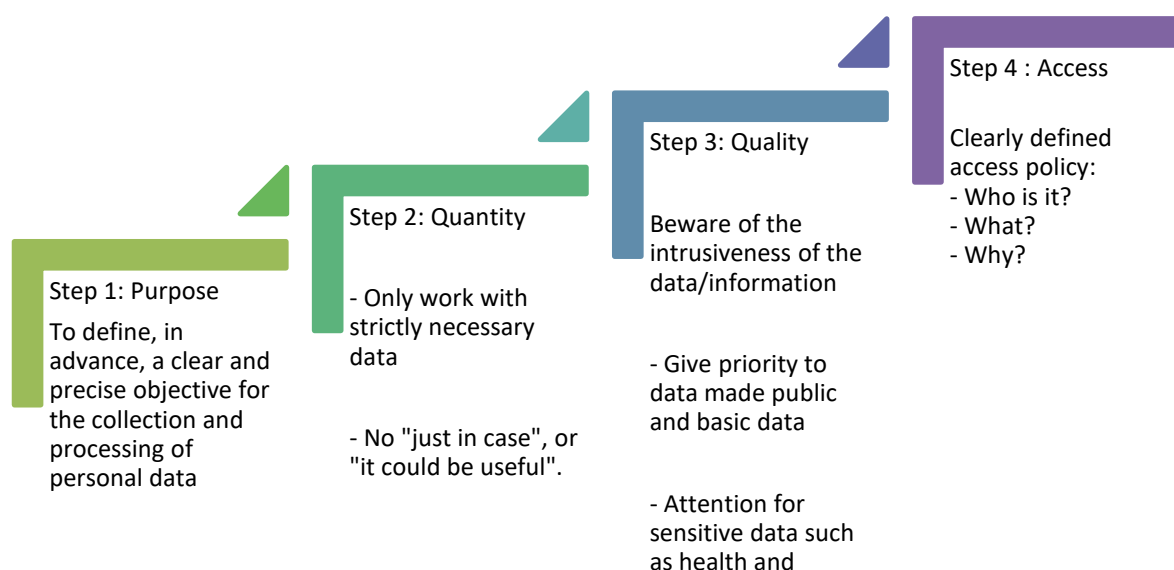 Step 1: Purpose
To define, in
advance, a clear and
precise objective for
the collection and
processing of
personal data
Step 2: Quantity
- Only work with
strictly necessary
data
- No "just in case", or
"it could be useful".
Step 3: Quality
Beware of the
intrusiveness of the
data/information
- Give priority to
data made public
and basic data
- Attention for
sensitive data such
as health and
Step 4 : Access
Clearly defined
access policy:
- Who is it?
- What?
- Why?